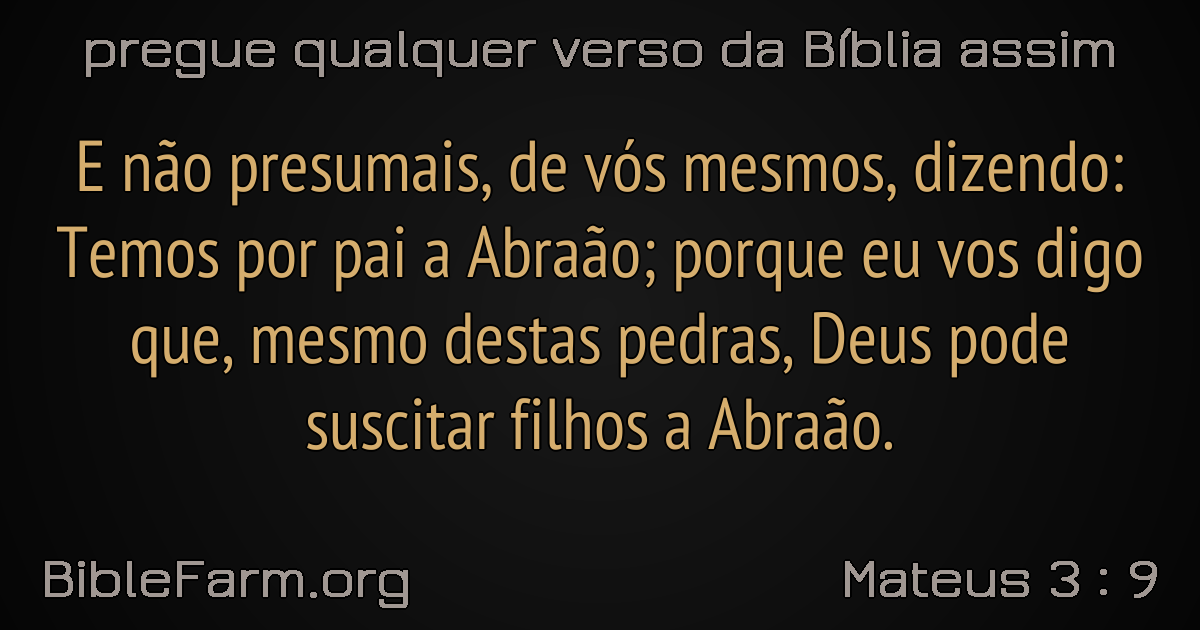 pregue qualquer verso da Bíblia assim
E não presumais, de vós mesmos, dizendo:
Temos por pai a Abraão; porque eu vos digo
que, mesmo destas pedras, Deus pode
suscitar filhos a Abraão.
BibleFarm.org
Mateus 3 : 9